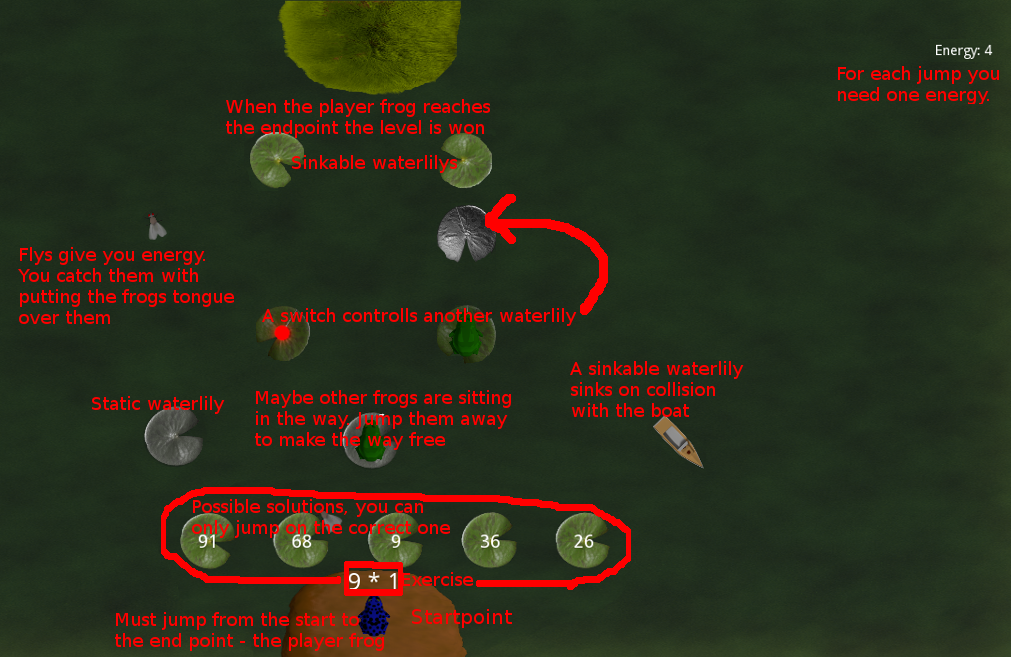 Energy: 4
For each jump you
need one energy.
When the player frog reaches
the endpoint the level is won
Sinkable waterlilys
Flys give you energy.
You catch them with
putting the frogs tongue
over them
A switch controlls another waterlily
A sinkable waterlily
sinks on collision
with the boat
Static waterlily
Maybe other frogs are sitting
in the way. Jump them away
to make the way free
Possible solutions, you can
only jump on the correct one
91 68 9 36 26
9 * 1 Exercise
Startpoint
Must jump from the start to
the end point - the player frog